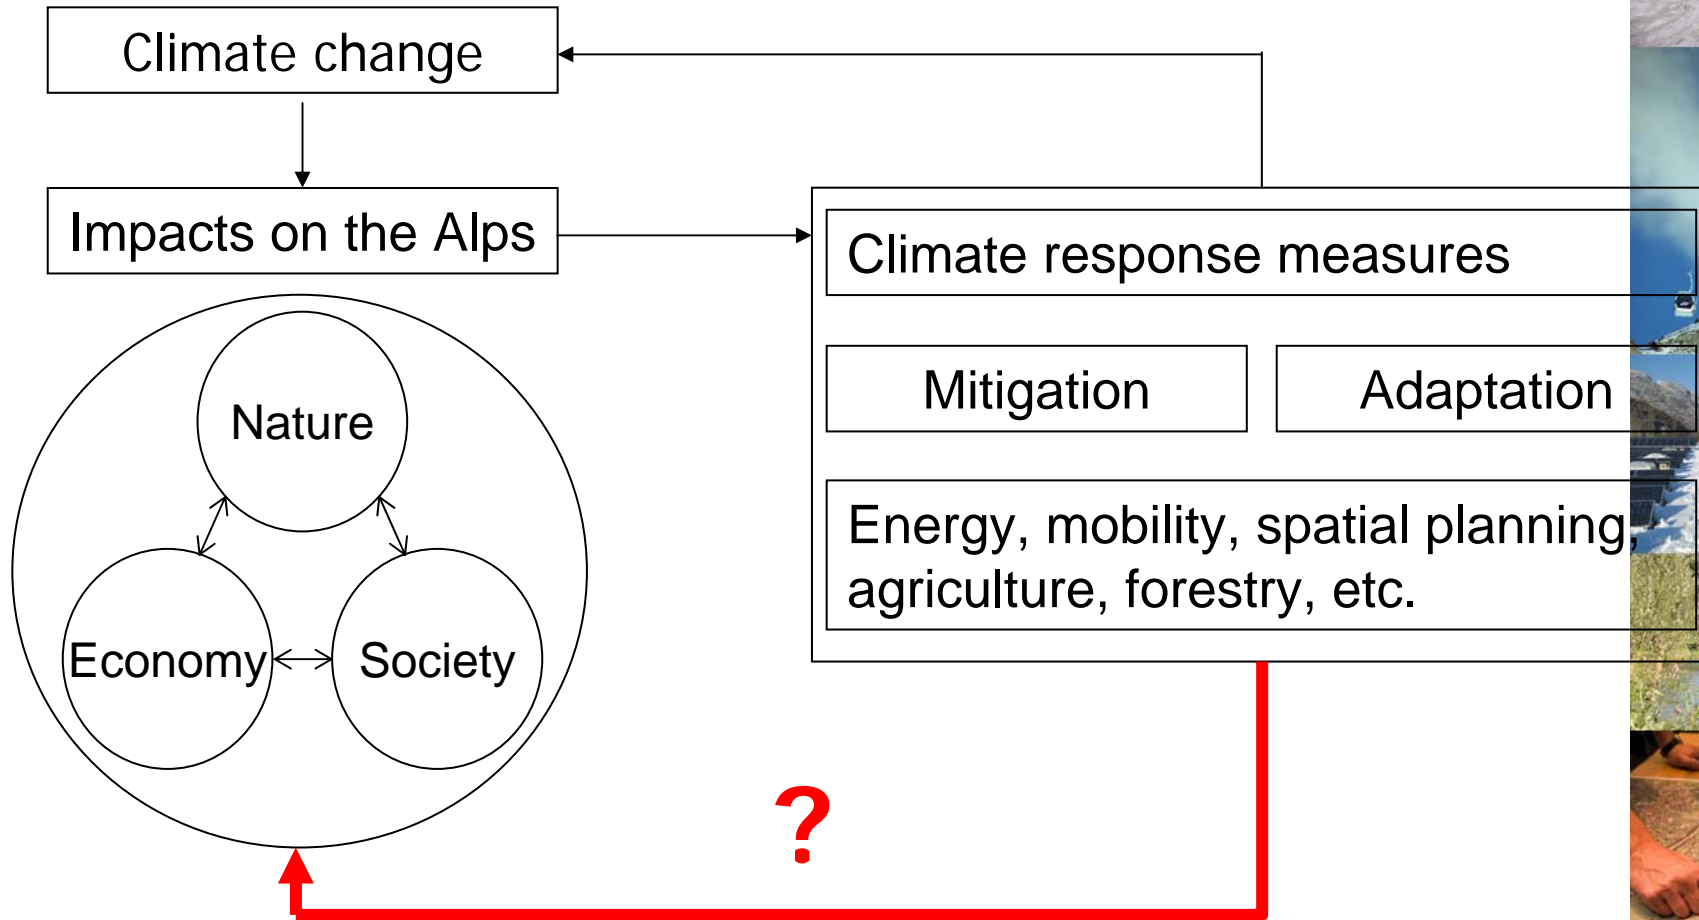 Climate change
Impacts on the Alps
Climate response measures
Mitigation
Adaptation
Energy, mobility, spatial planning,
agriculture, forestry, etc.
Nature
Economy
Society
?